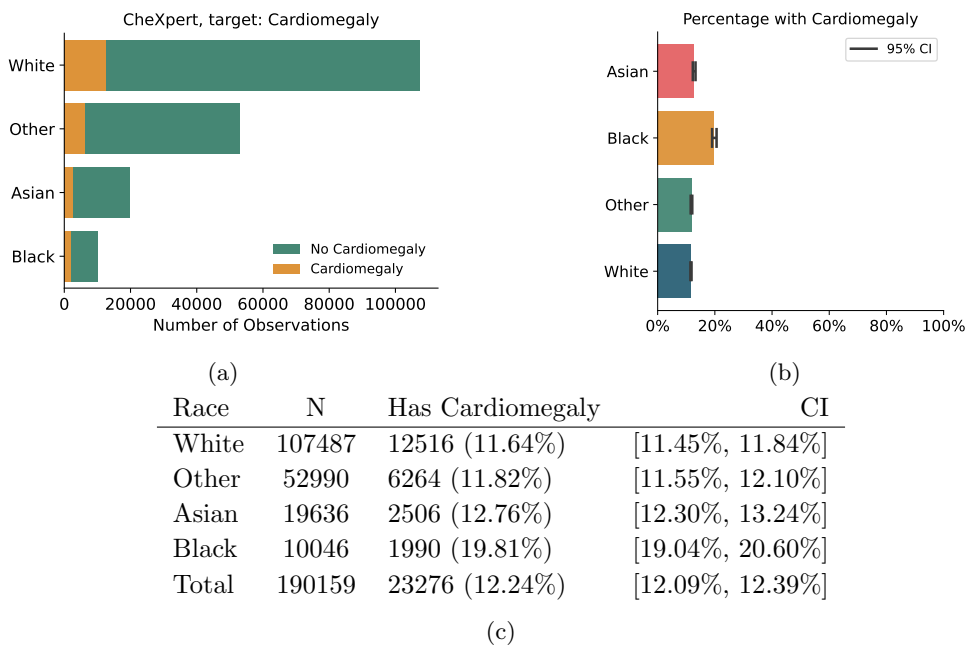 CheXpert, target: Cardiomegaly
White
Other
Asian
Black
No Cardiomegaly
Cardiomegaly
0 20000 40000 60000 80000 100000
Number of Observations
(a)
Percentage with Cardiomegaly
95% CI
Asian
Black
Other
White
0% 20% 40% 60% 80% 100%
(b)
Race N Has Cardiomegaly CI
White 107487 12516 (11.64%) [11.45%, 11.84%]
Other 52990 6264 (11.82%) [11.55%, 12.10%]
Asian 19636 2506 (12.76%) [12.30%, 13.24%]
Black 10046 1990 (19.81%) [19.04%, 20.60%]
Total 190159 23276 (12.24%) [12.09%, 12.39%]
(c)